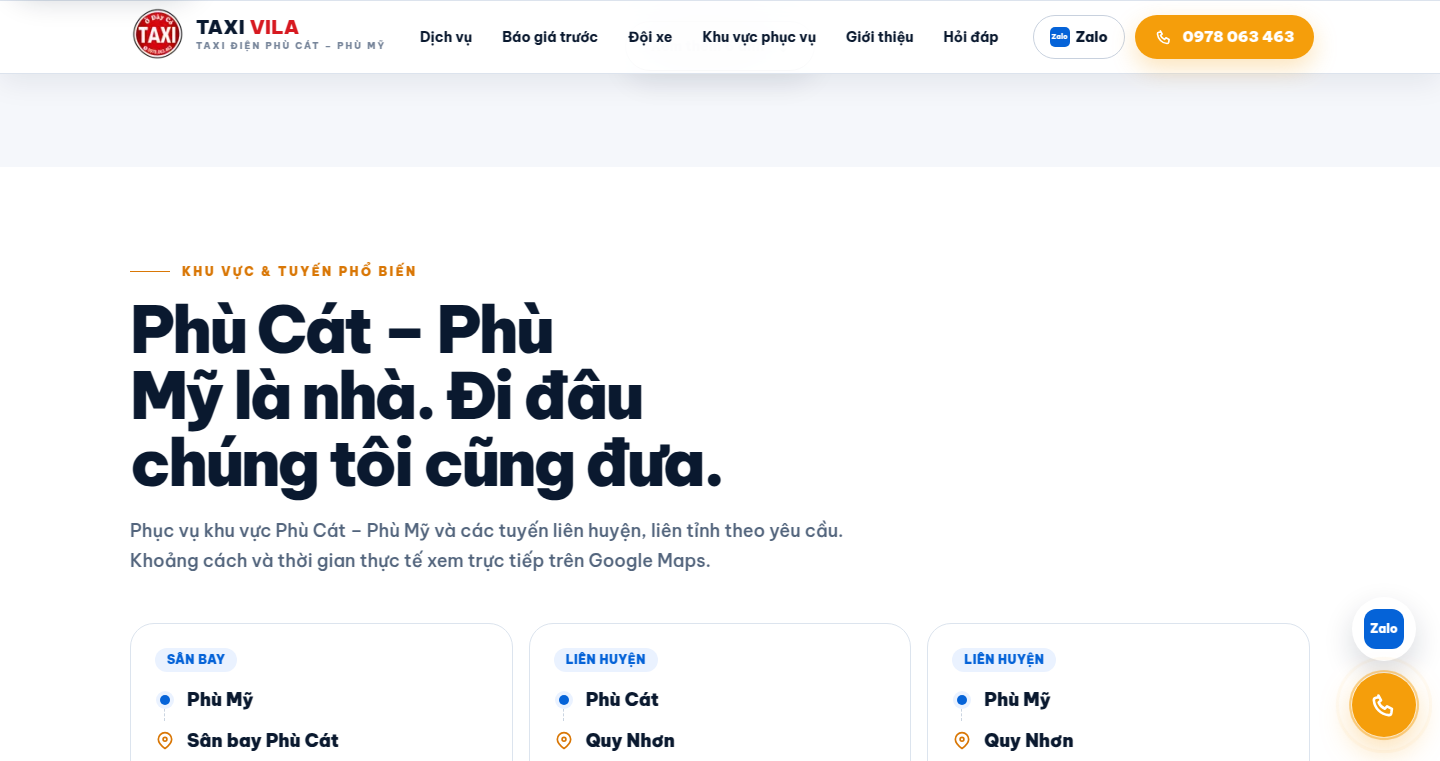 Ở Đây Có
TAXI
TAXI VILA
TAXI ĐIỆN PHÙ CÁT – PHÙ MỸ
Dịch vụ
Báo giá trước
Đội xe
Khu vực phục vụ
Giới thiệu
Hỏi đáp
Zalo Zalo
0978 063 463
KHU VỰC & TUYẾN PHỔ BIẾN
Phù Cát – Phù
Mỹ là nhà. Đi đâu
chúng tôi cũng đưa.
Phục vụ khu vực Phù Cát – Phù Mỹ và các tuyến liên huyện, liên tỉnh theo yêu cầu.
Khoảng cách và thời gian thực tế xem trực tiếp trên Google Maps.
SÂN BAY
Phù Mỹ
Sân bay Phù Cát
LIÊN HUYỆN
Phù Cát
Quy Nhơn
LIÊN HUYỆN
Phù Mỹ
Quy Nhơn
Zalo